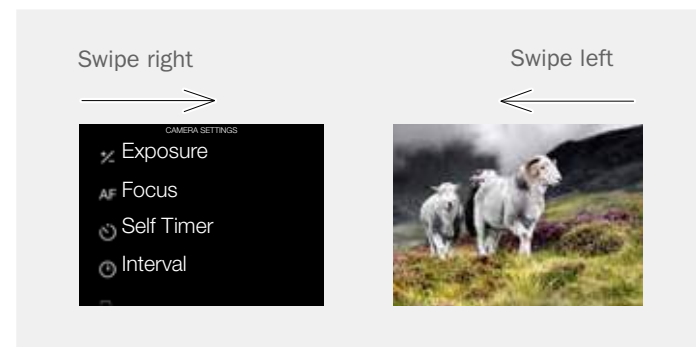 Swipe right
Swipe left
CAMERA SETTINGS
+/- Exposure
AF Focus
Self Timer
Interval